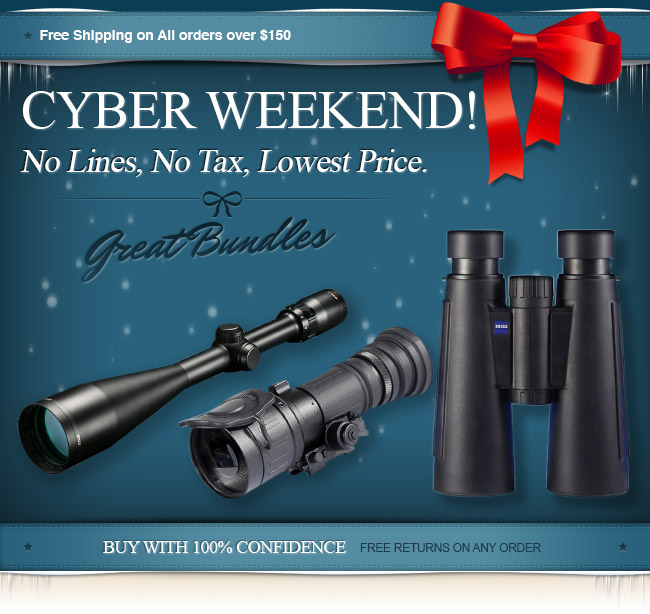 Free Shipping on All orders over $150
CYBER WEEKEND!
No Lines, No Tax, Lowest Price.
Great Bundles
ZEISS
BUY WITH 100% CONFIDENCE FREE RETURNS ON ANY ORDER